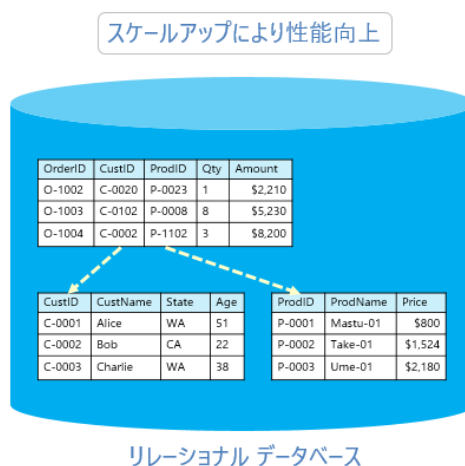 スケールアップにより性能向上
OrderID CustID ProdID Qty Amount
O-1002 C-0020 P-0023 1 $2,210
O-1003 C-0102 P-0008 8 $5,230
O-1004 C-0002 P-1102 3 $8,200
CustID CustName State Age
C-0001 Alice WA 51
C-0002 Bob CA 22
C-0003 Charlie WA 38
ProdID ProdName Price
P-0001 Mastu-01 $800
P-0002 Take-01 $1,524
P-0003 Ume-01 $2,180
リレーショナル データベース